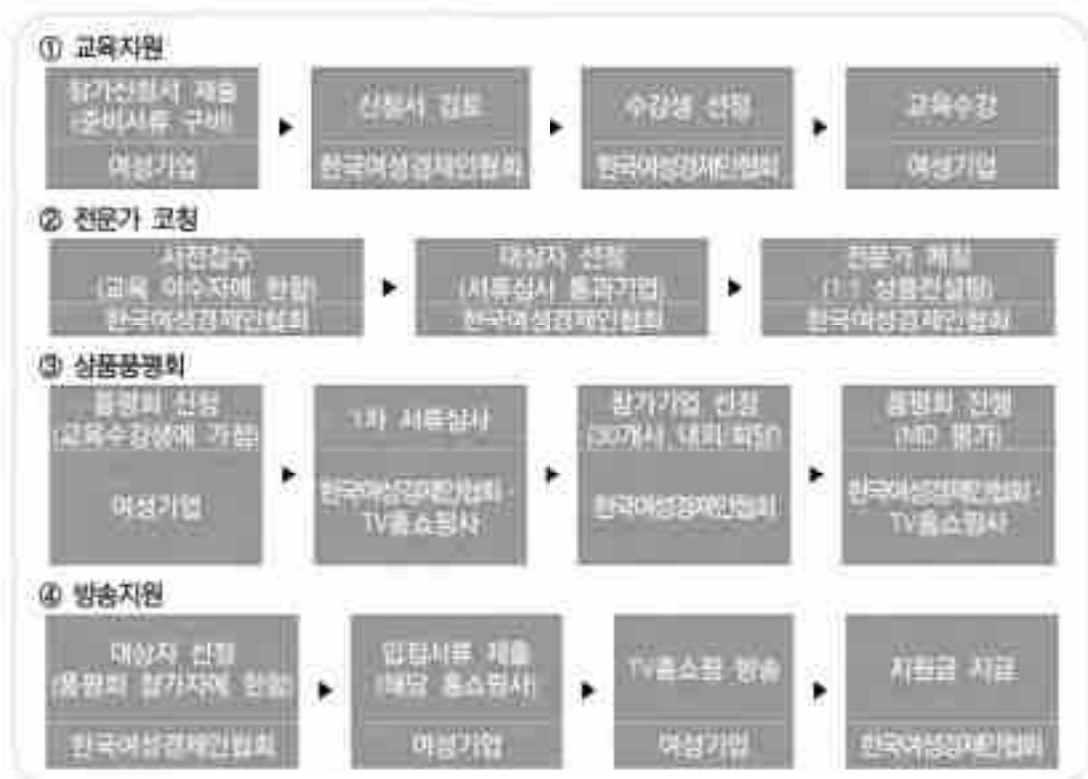 ① 교육지원
참가신청서 제출
(준비서류 구비)
여성기업
신청서 검토
한국여성경제인협회
수강생 선정
한국여성경제인협회
교육수강
여성기업
② 전문가 코칭
사전접수
(교육 이수자에 한함)
한국여성경제인협회
대상자 선정
(서류심사 통과기업)
한국여성경제인협회
전문가 매칭
(1:1 상품컨설팅)
한국여성경제인협회
③ 상품품평회
품평회 신청
(교육수강생에 가점)
여성기업
1차 서류심사
한국여성경제인협회·
TV홈쇼핑사
참가기업 선정
(30개사 내외/회당)
한국여성경제인협회
품평회 진행
(MD 평가)
한국여성경제인협회·
TV홈쇼핑사
④ 방송지원
대상자 선정
(품평회 참가자에 한함)
한국여성경제인협회
입점서류 제출
(해당 홈쇼핑사)
여성기업
TV홈쇼핑 방송
여성기업
지원금 지급
한국여성경제인협회